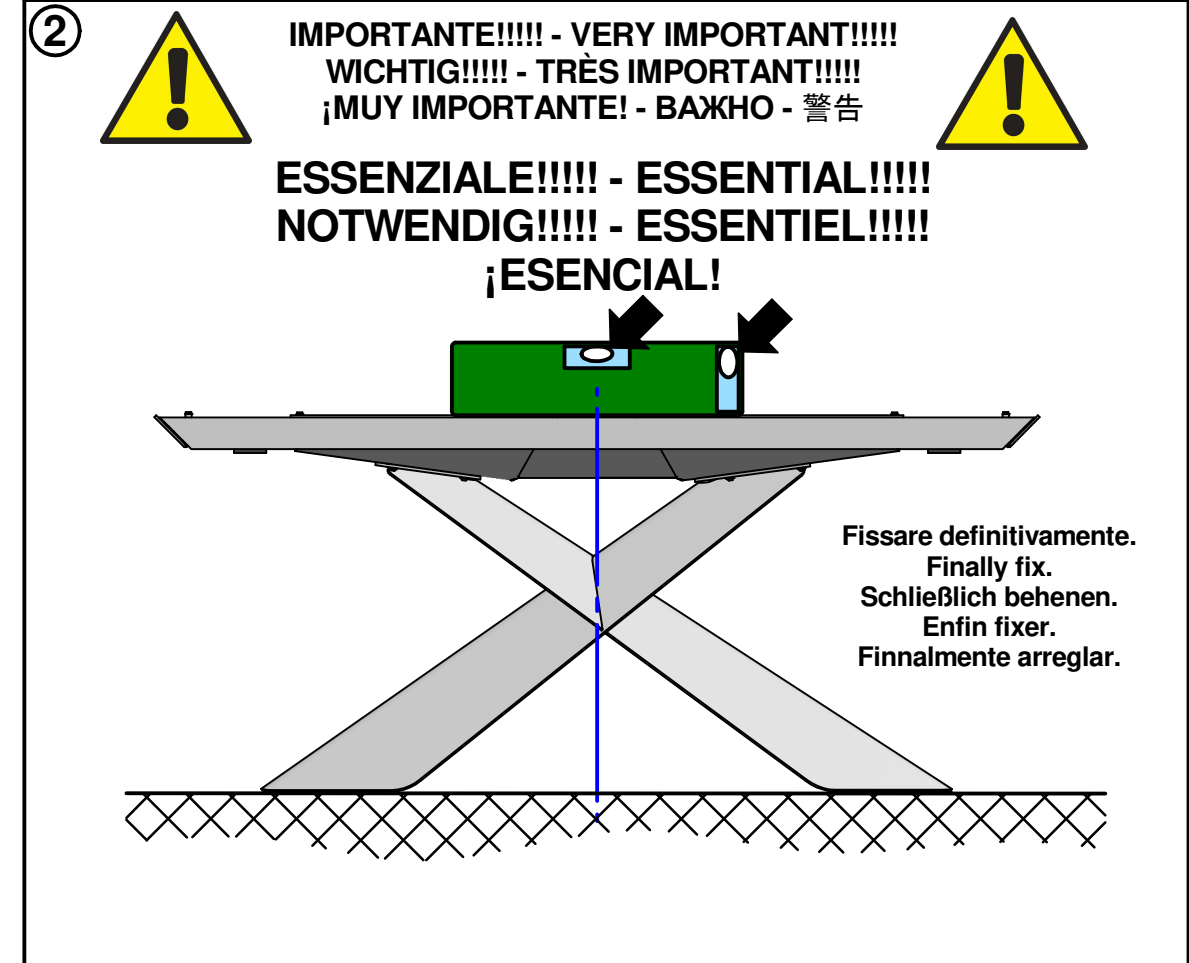 2
IMPORTANTE!!!!! - VERY IMPORTANT!!!!!
WICHTIG!!!!! - TRÈS IMPORTANT!!!!!
¡MUY IMPORTANTE! - ВАЖНО - 警告
ESSENZIALE!!!!! - ESSENTIAL!!!!!
NOTWENDIG!!!!! - ESSENTIEL!!!!!
¡ESENCIAL!
Fissare definitivamente.
Finally fix.
Schließlich behenen.
Enfin fixer.
Finnalmente arreglar.